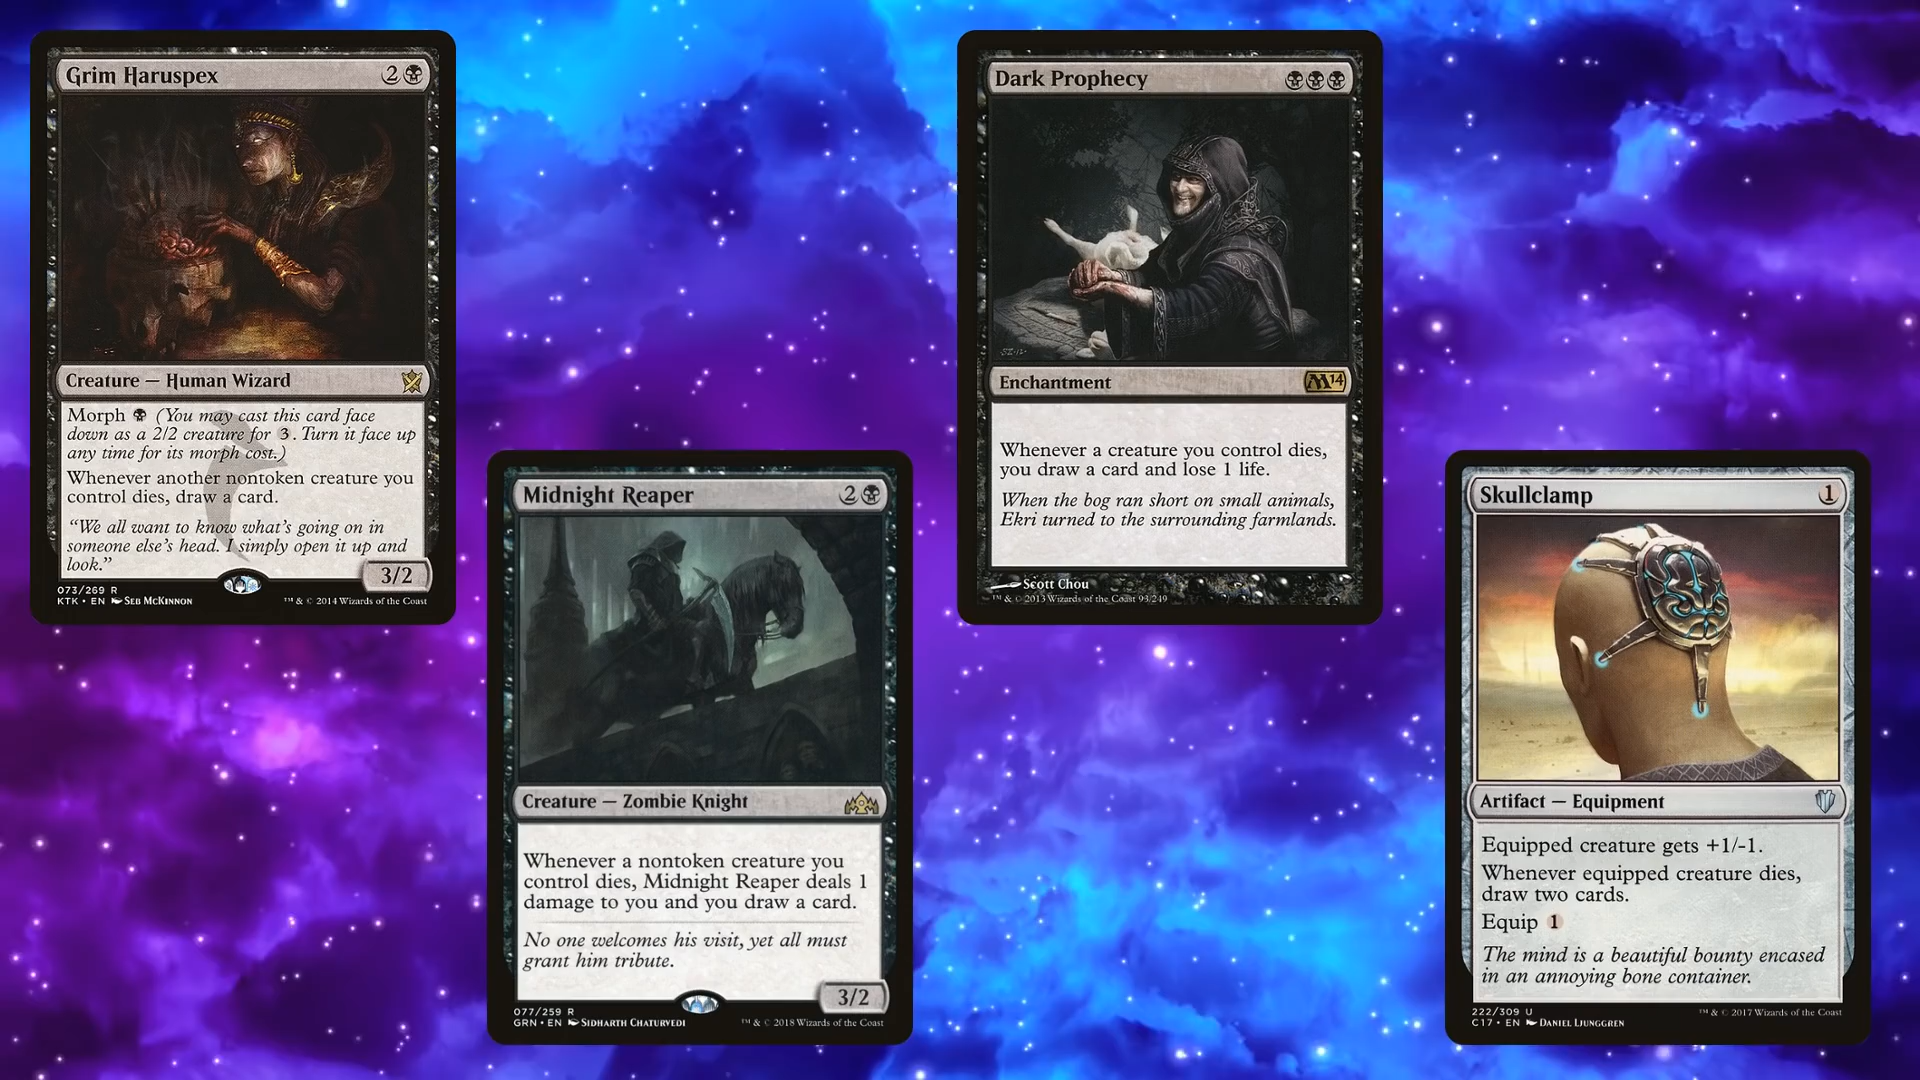 Grim Haruspex 2
Creature — Human Wizard
Morph (You may cast this card face
down as a 2/2 creature for 3. Turn it face up
any time for its morph cost.)
Whenever another nontoken creature you
control dies, draw a card.
“We all want to know what’s going on in
someone else’s head. I simply open it up and
look.”
3/2
073/269 R
KTK • EN Seb McKinnon
™ & © 2014 Wizards of the Coast
Midnight Reaper 2
Creature — Zombie Knight
Whenever a nontoken creature you
control dies, Midnight Reaper deals 1
damage to you and you draw a card.
No one welcomes his visit, yet all must
grant him tribute.
3/2
077/259 R
GRN • EN Sidharth Chaturvedi
™ & © 2018 Wizards of the Coast
Dark Prophecy
SZ-12-
Enchantment
M14
Whenever a creature you control dies,
you draw a card and lose 1 life.
When the bog ran short on small animals,
Ekri turned to the surrounding farmlands.
Scott Chou
™ & © 2013 Wizards of the Coast 93/249
Skullclamp 1
Artifact — Equipment
Equipped creature gets +1/-1.
Whenever equipped creature dies,
draw two cards.
Equip 1
The mind is a beautiful bounty encased
in an annoying bone container.
222/309 U
C17 • EN Daniel Ljunggren
™ & © 2017 Wizards of the Coast